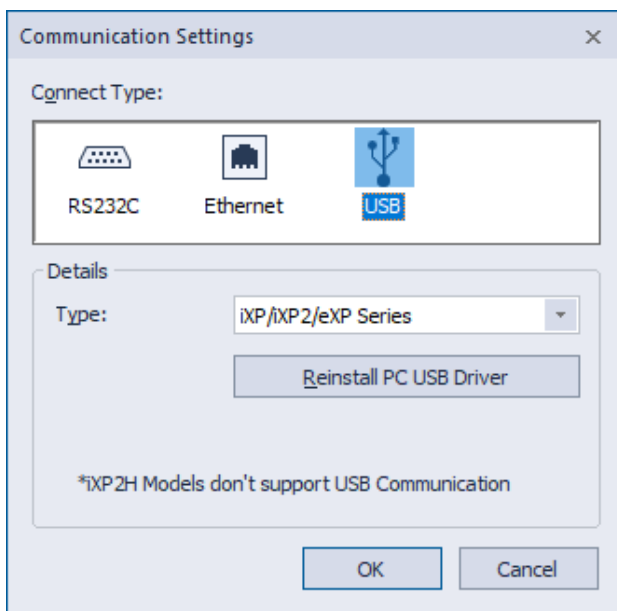 Communication Settings
Connect Type:
RS232C
Ethernet
USB
Details
Type:
iXP/iXP2/eXP Series
Reinstall PC USB Driver
*iXP2H Models don't support USB Communication
OK
Cancel